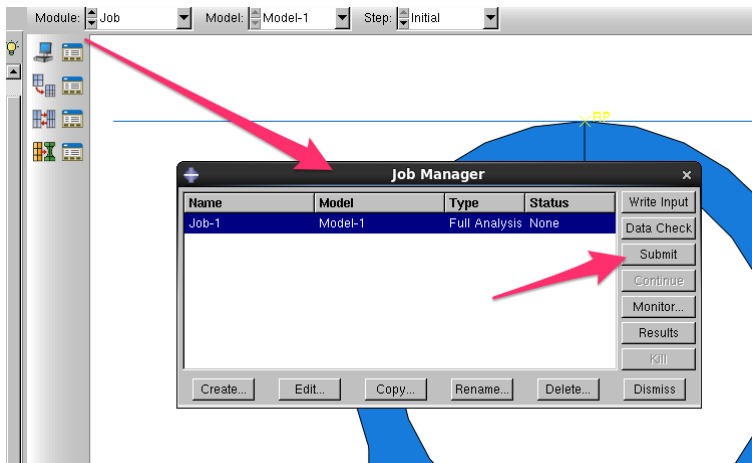 Module: Job Model: Model-1 Step: Initial
RP
Job Manager
Name Model Type Status Write Input
Job-1 Model-1 Full Analysis None Data Check
Submit
Continue
Monitor...
Results
Kill
Create... Edit... Copy... Rename... Delete... Dismiss